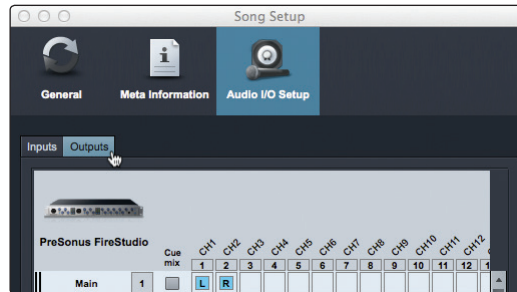 Song Setup
General Meta Information Audio I/O Setup
Inputs Outputs
PreSonus FireStudio
Cue mix CH1 CH2 CH3 CH4 CH5 CH6 CH7 CH8 CH9 CH10 CH11 CH12
1 2 3 4 5 6 7 8 9 10 11 12 1
Main 1 L R